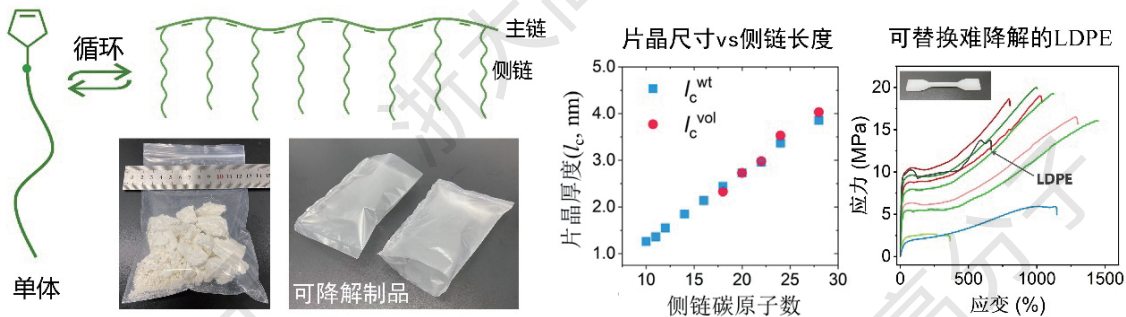 循环
单体
主链
侧链
可降解制品
片晶尺寸vs侧链长度
片晶厚度(lc, nm)
5.0
4.0
3.0
2.0
1.0
lc^wt
lc^vol
10
15
20
25
30
侧链碳原子数
可替换难降解的LDPE
应力 (MPa)
20
15
10
5
0
LDPE
0
500
1000
1500
应变 (%)